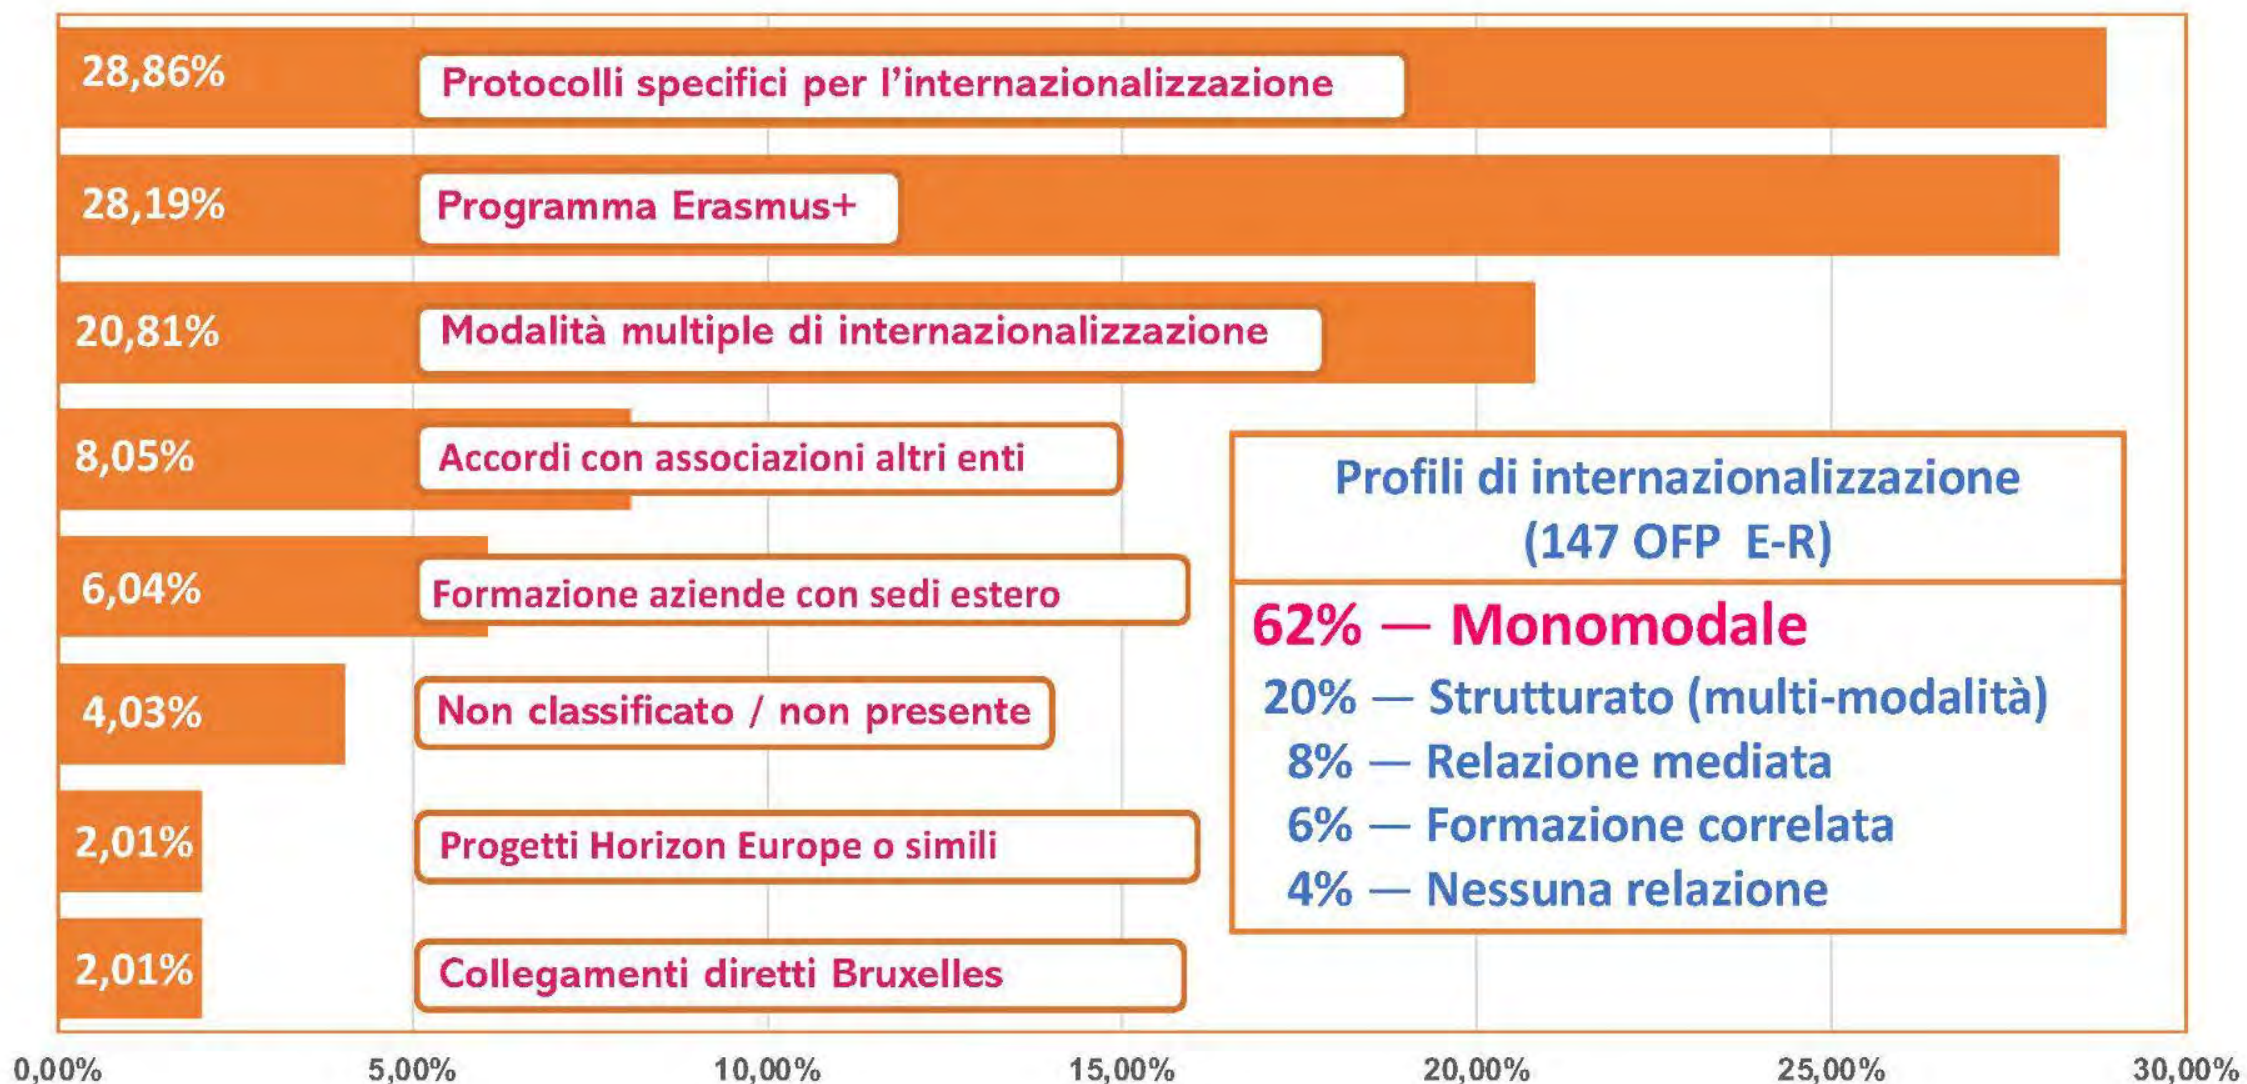 28,86% Protocolli specifici per l'internazionalizzazione
28,19% Programma Erasmus+
20,81% Modalità multiple di internazionalizzazione
8,05% Accordi con associazioni altri enti
6,04% Formazione aziende con sedi estero
4,03% Non classificato / non presente
2,01% Progetti Horizon Europe o simili
2,01% Collegamenti diretti Bruxelles
Profili di internazionalizzazione
(147 OFP E-R)
62% — Monomodale
20% — Strutturato (multi-modalità)
8% — Relazione mediata
6% — Formazione correlata
4% — Nessuna relazione
0,00% 5,00% 10,00% 15,00% 20,00% 25,00% 30,00%